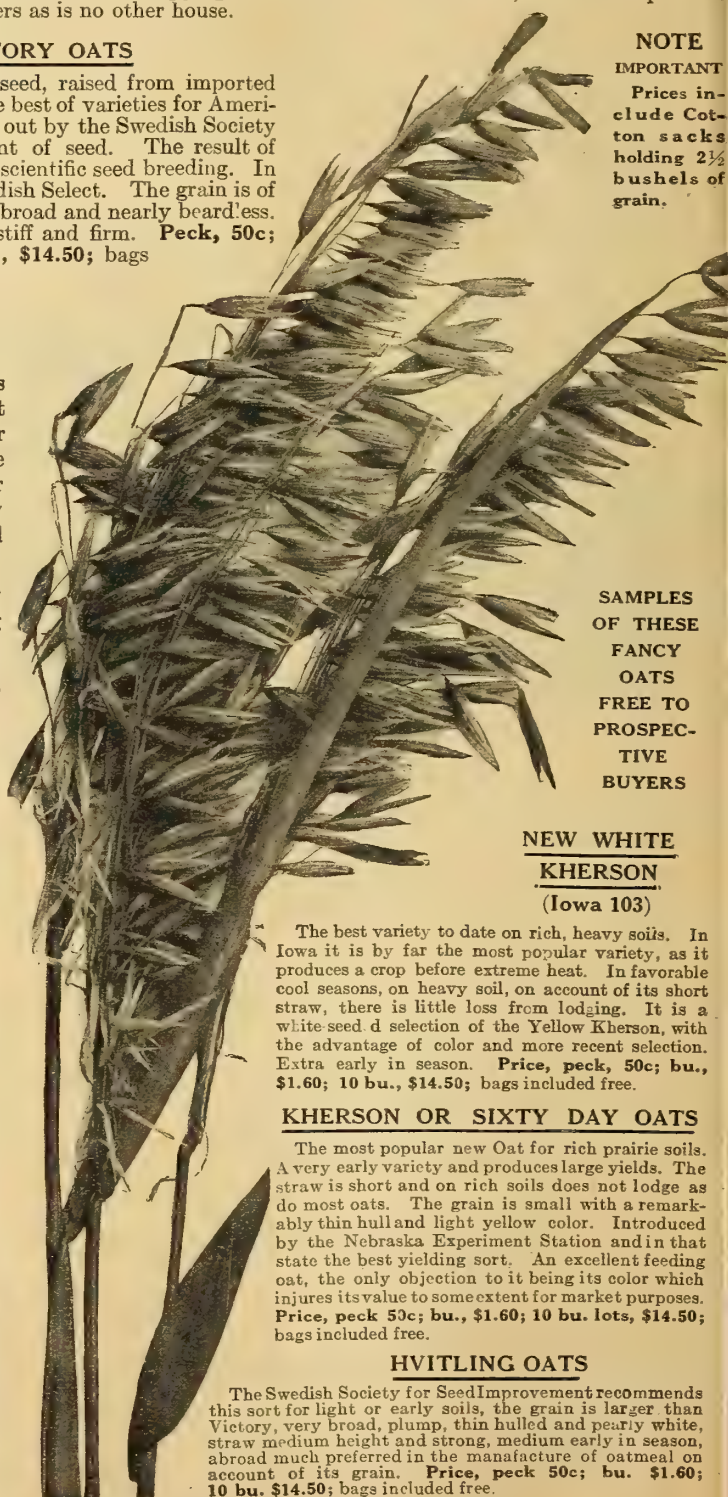 ers as is no other house.
ORY OATS
seed, raised from imported
e best of varieties for Ameri-
out by the Swedish Society
nt of seed. The result of
scientific seed breeding. In
dish Select. The grain is of
broad and nearly beardless.
stiff and firm. Peck, 50c;
, $14.50; bags
NOTE
IMPORTANT
Prices in-
clude Cot-
ton sacks
holding 2½
bushels of
grain.
s
t
r
e
r
l
SAMPLES
OF THESE
FANCY
OATS
FREE TO
PROSPEC-
TIVE
BUYERS
NEW WHITE
KHERSON
(Iowa 103)
The best variety to date on rich, heavy soils. In
Iowa it is by far the most popular variety, as it
produces a crop before extreme heat. In favorable
cool seasons, on heavy soil, on account of its short
straw, there is little loss from lodging. It is a
white seed d selection of the Yellow Kherson, with
the advantage of color and more recent selection.
Extra early in season. Price, peck, 50c; bu.,
$1.60; 10 bu., $14.50; bags included free.
KHERSON OR SIXTY DAY OATS
The most popular new Oat for rich prairie soils.
A very early variety and produces large yields. The
straw is short and on rich soils does not lodge as
do most oats. The grain is small with a remark-
ably thin hull and light yellow color. Introduced
by the Nebraska Experiment Station and in that
state the best yielding sort. An excellent feeding
oat, the only objection to it being its color which
injures its value to some extent for market purposes.
Price, peck 50c; bu., $1.60; 10 bu. lots, $14.50;
bags included free.
HVITLING OATS
The Swedish Society for Seed Improvement recommends
this sort for light or early soils, the grain is larger than
Victory, very broad, plump, thin hulled and pearly white,
straw medium height and strong, medium early in season,
abroad much preferred in the manafacture of oatmeal on
account of its grain. Price, peck 50c; bu. $1.60;
10 bu. $14.50; bags included free.